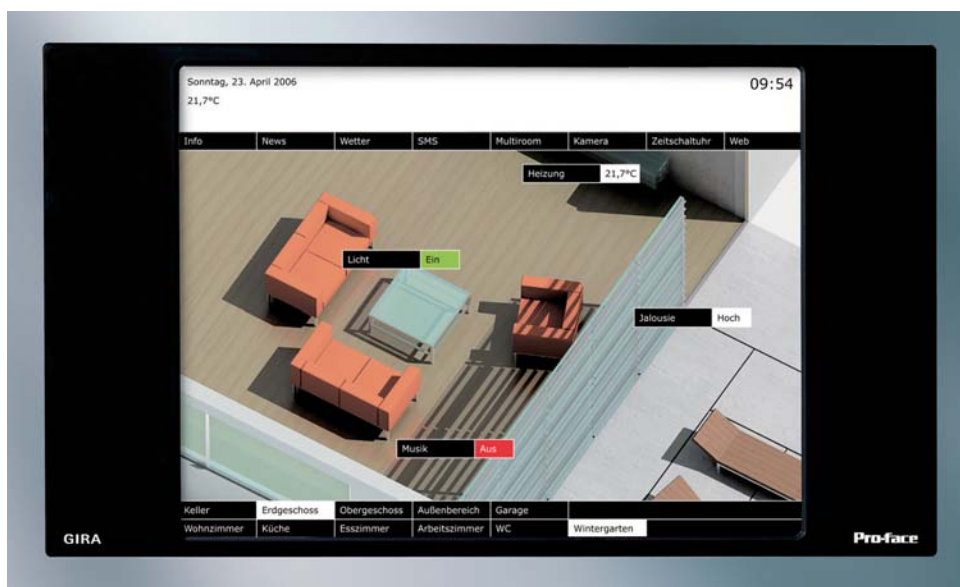 Sonntag, 23. April 2006 09:54
21,7°C
Info News Wetter SMS Multiroom Kamera Zeitschaltuhr Web
Heizung 21,7°C
Licht Ein
Jalousie Hoch
Musik Aus
Keller Erdgeschoss Obergeschoss Außenbereich Garage
Wohnzimmer Küche Esszimmer Arbeitszimmer WC Wintergarten
GIRA Pro-face